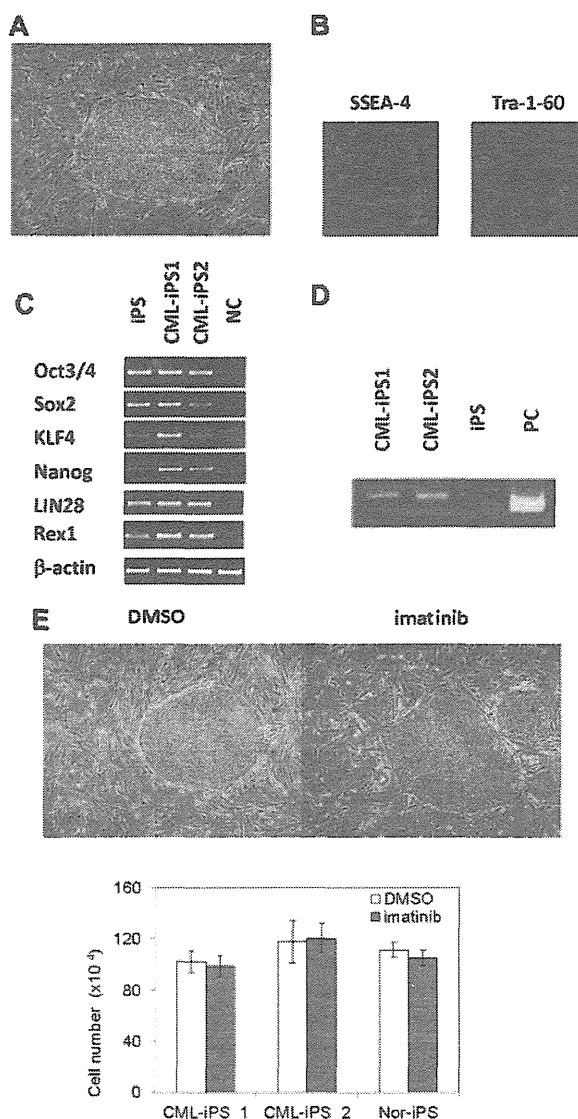 A
B
SSEA-4 Tra-1-60
C
iPS CML-iPS1 CML-iPS2 NC
Oct3/4
Sox2
KLF4
Nanog
LIN28
Rex1
β-actin
D
CML-iPS1 CML-iPS2 iPS PC
E
DMSO imatinib
160
120
80
40
0
Cell number (x10⁴)
DMSO
imatinib
CML-iPS 1 CML-iPS 2 Nor-iPS